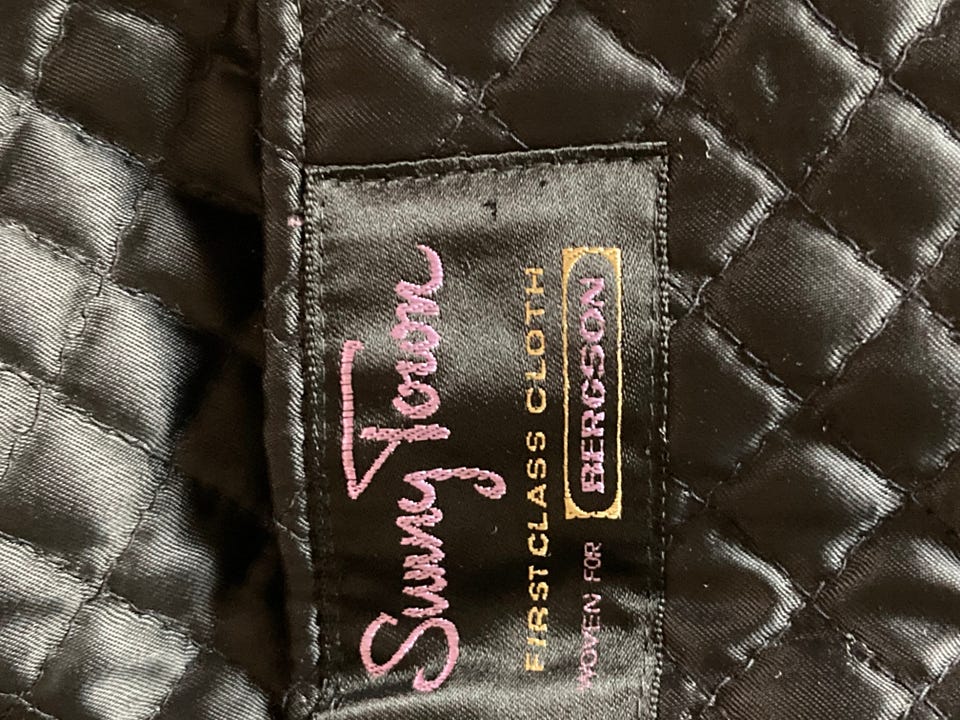 Sunny Town
FIRST CLASS CLOTH
WOVEN FOR BERGSON